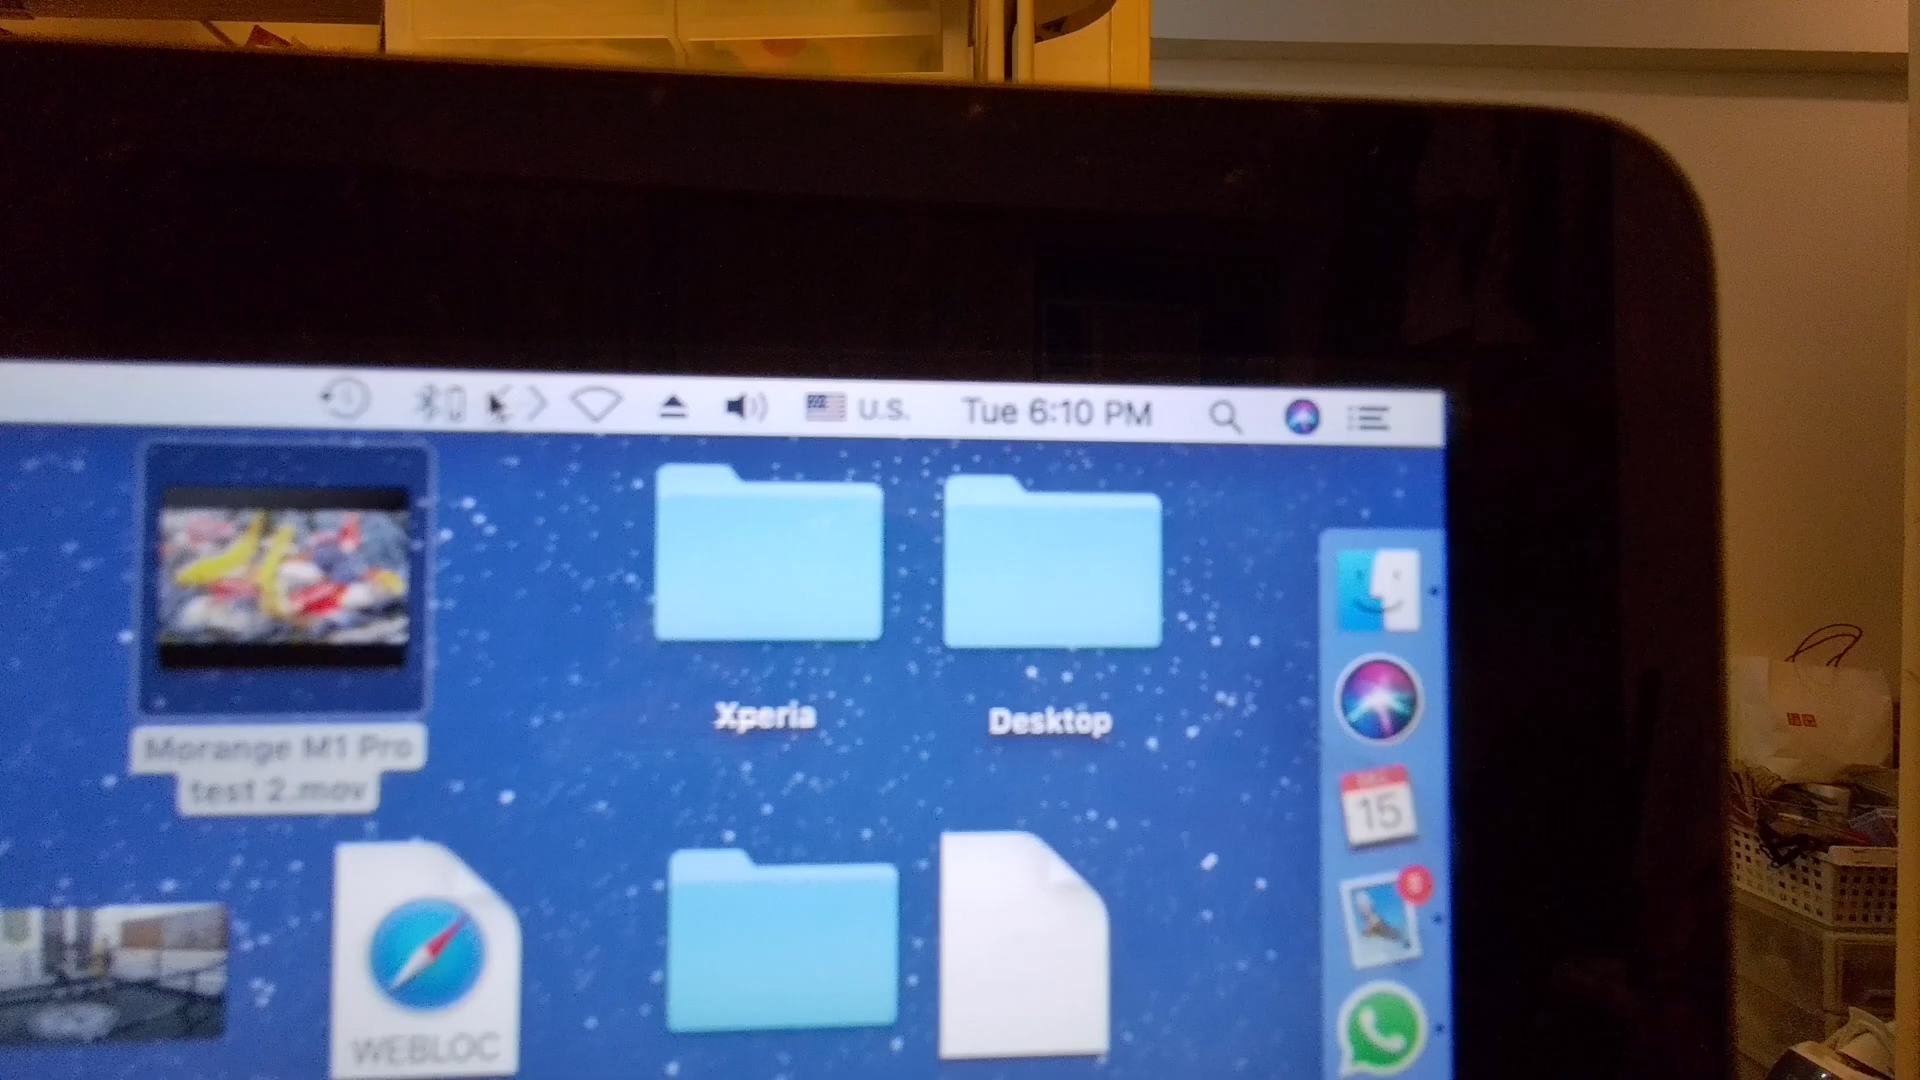 U.S.
Tue 6:10 PM
Morange M1 Pro
test 2.mov
Xperia
Desktop
15
WEBLOC